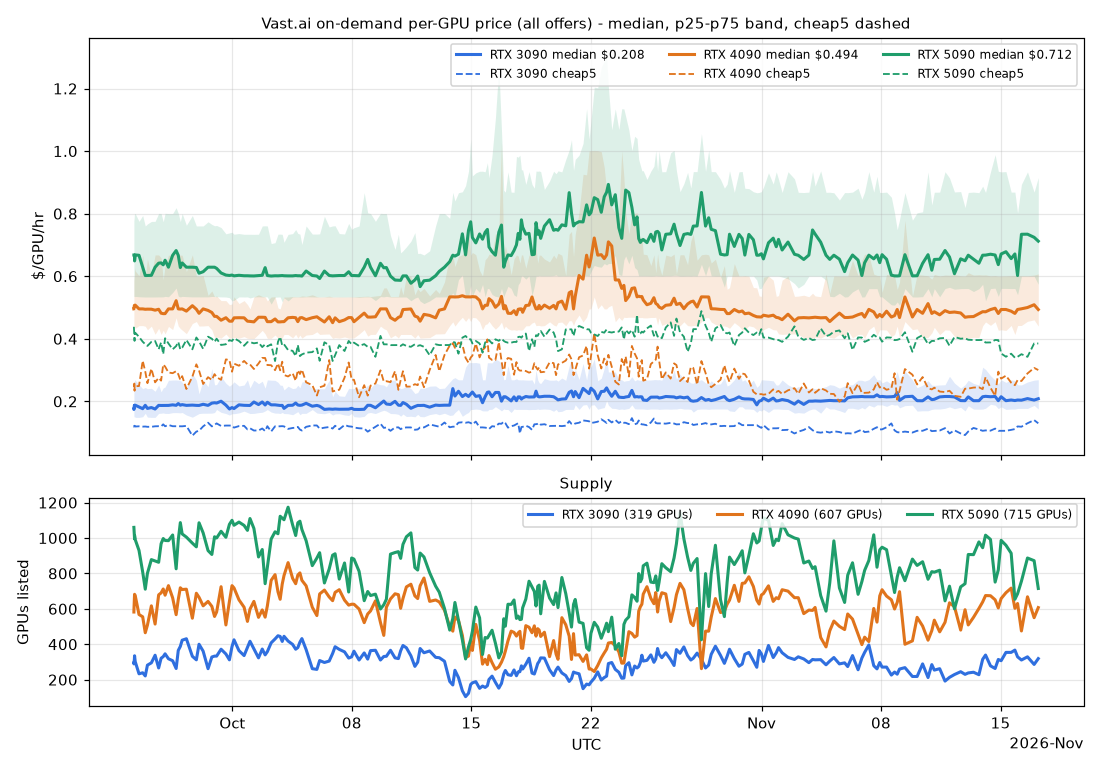 Vast.ai on-demand per-GPU price (all offers) - median, p25-p75 band, cheap5 dashed
RTX 3090 median $0.208 RTX 4090 median $0.494 RTX 5090 median $0.712
RTX 3090 cheap5 RTX 4090 cheap5 RTX 5090 cheap5
$/GPU/hr
1.2
1.0
0.8
0.6
0.4
0.2
Supply
RTX 3090 (319 GPUs) RTX 4090 (607 GPUs) RTX 5090 (715 GPUs)
GPUs listed
1200
1000
800
600
400
200
Oct 08 15 22 Nov 08 15
UTC
2026-Nov